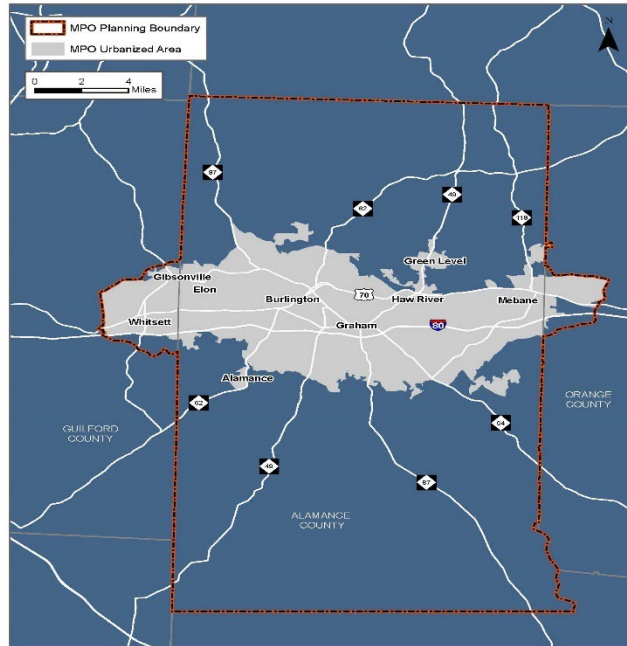 MPO Planning Boundary
MPO Urbanized Area
0 2 4
Miles
N
87
62
49
119
Green Level
Gibsonville
Elon
Burlington
70
Haw River
Mebane
Whitsett
Graham
Alamance
62
GUILFORD
COUNTY
ORANGE
COUNTY
54
49
87
ALAMANCE
COUNTY